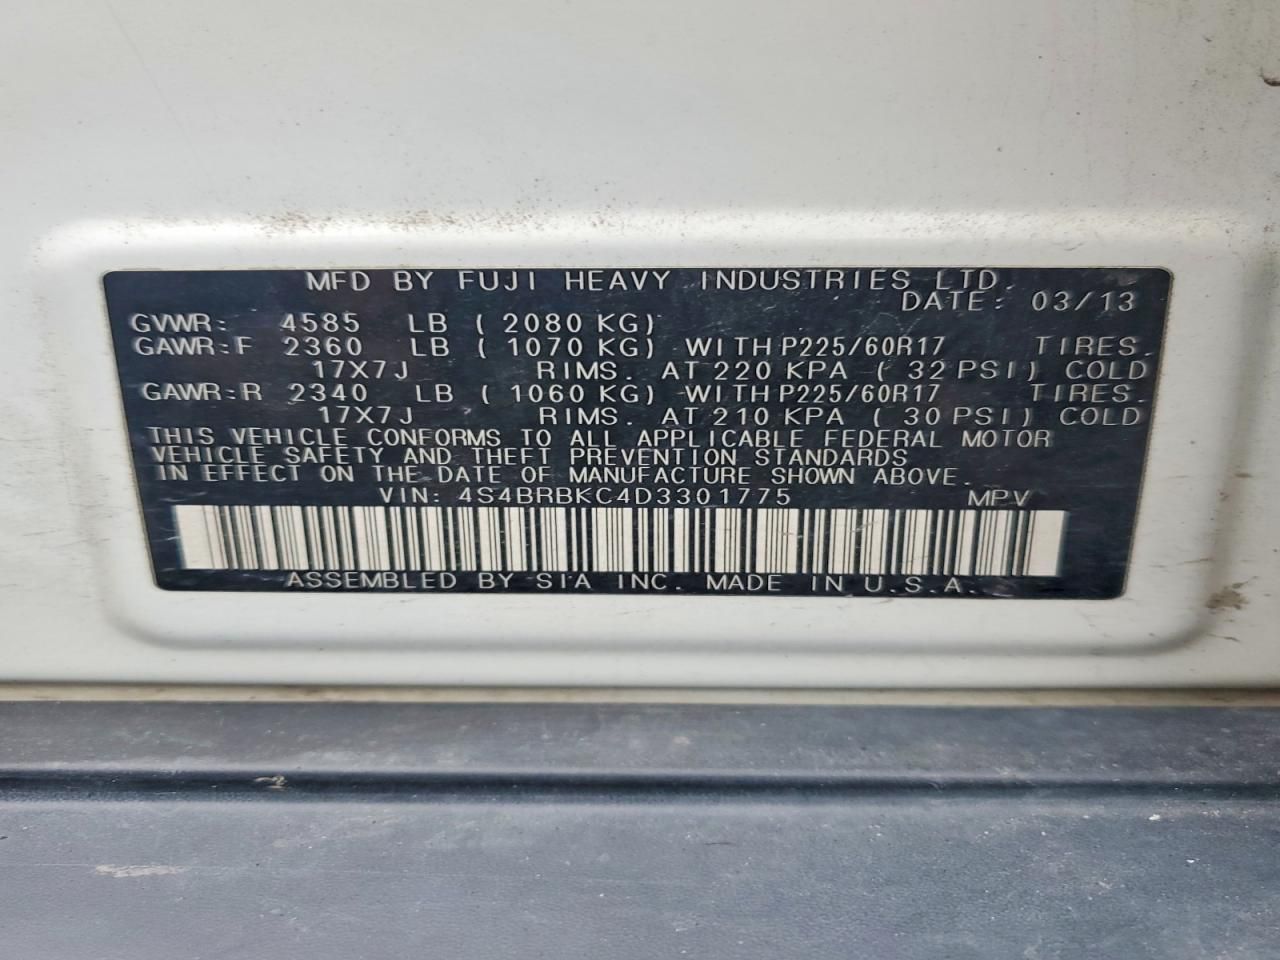 MFD BY FUJI HEAVY INDUSTRIES LTD.
DATE: 03/13
GVWR: 4585 LB ( 2080 KG)
GAWR:F 2360 LB ( 1070 KG) WITH P225/60R17 TIRES.
17X7J RIMS. AT 220 KPA ( 32 PSI) COLD
GAWR:R 2340 LB ( 1060 KG) WITH P225/60R17 TIRES.
17X7J RIMS. AT 210 KPA ( 30 PSI) COLD
THIS VEHICLE CONFORMS TO ALL APPLICABLE FEDERAL MOTOR
VEHICLE SAFETY AND THEFT PREVENTION STANDARDS
IN EFFECT ON THE DATE OF MANUFACTURE SHOWN ABOVE.
VIN: 4S4BRBKC4D3301775 MPV
ASSEMBLED BY SIA INC. MADE IN U.S.A.